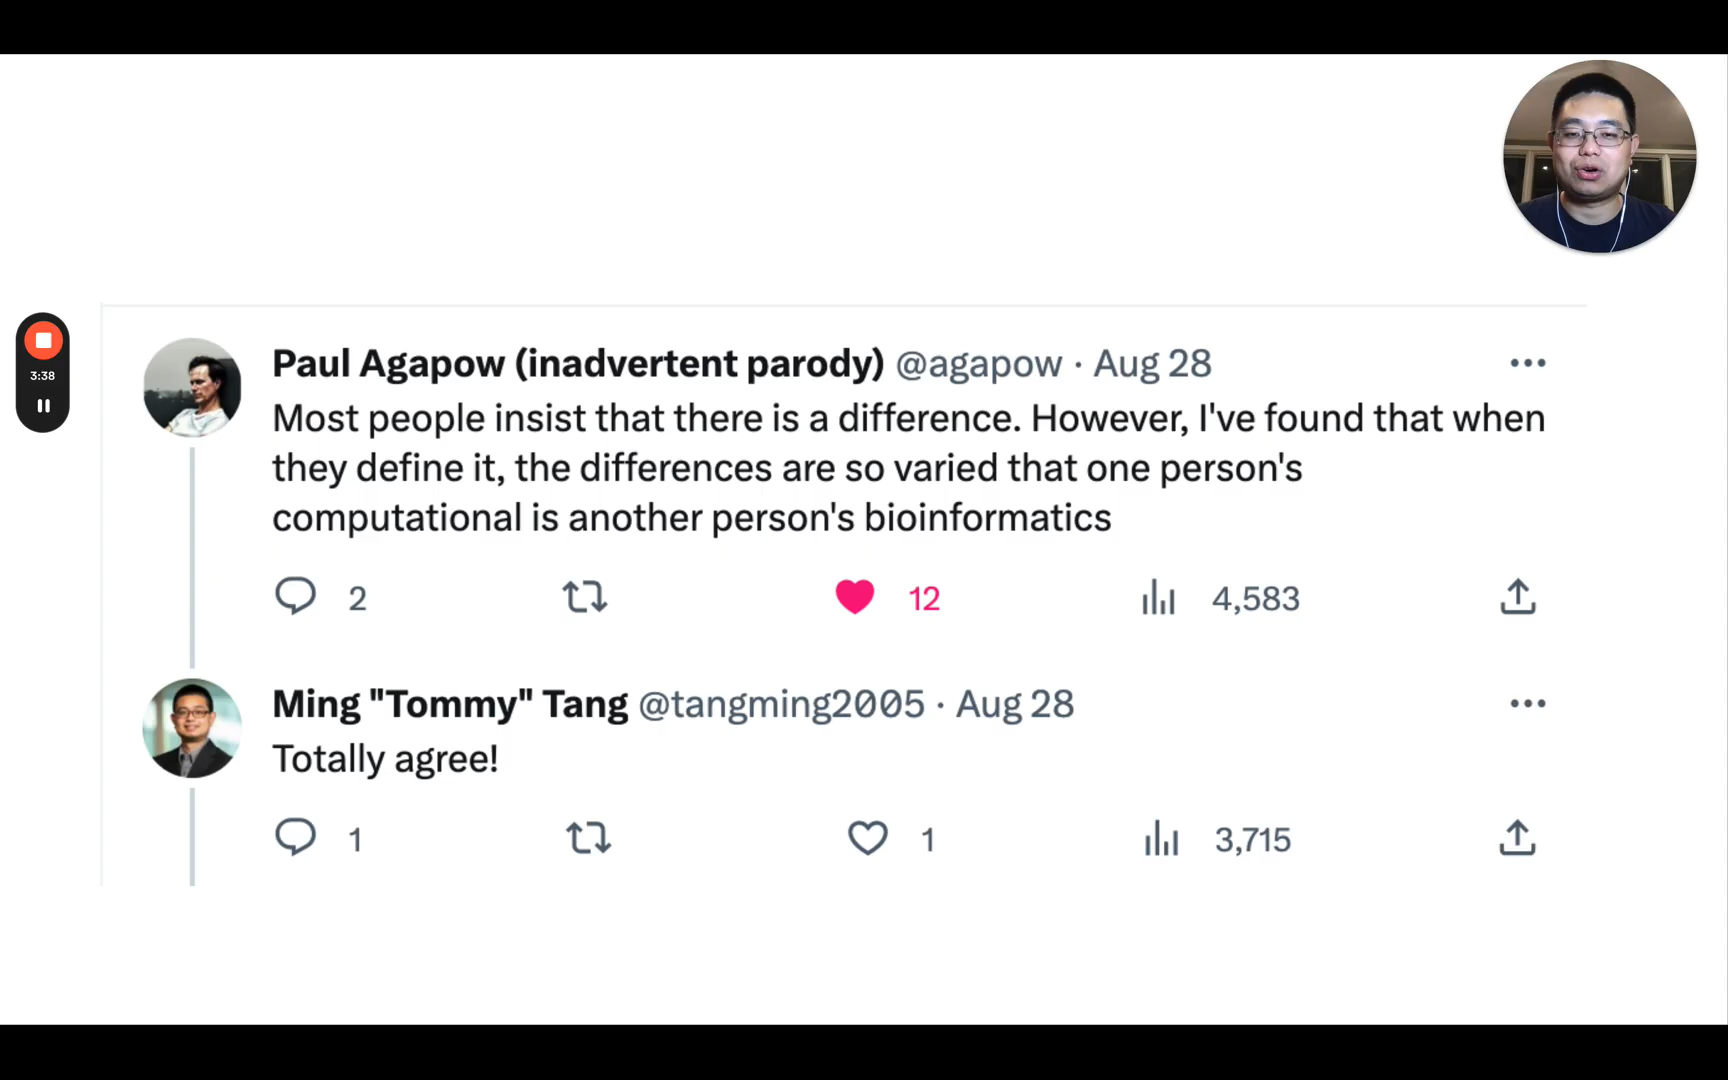 3:38
Paul Agapow (inadvertent parody) @agapow · Aug 28
Most people insist that there is a difference. However, I've found that when
they define it, the differences are so varied that one person's
computational is another person's bioinformatics
2 12 4,583
Ming "Tommy" Tang @tangming2005 · Aug 28
Totally agree!
1 1 3,715